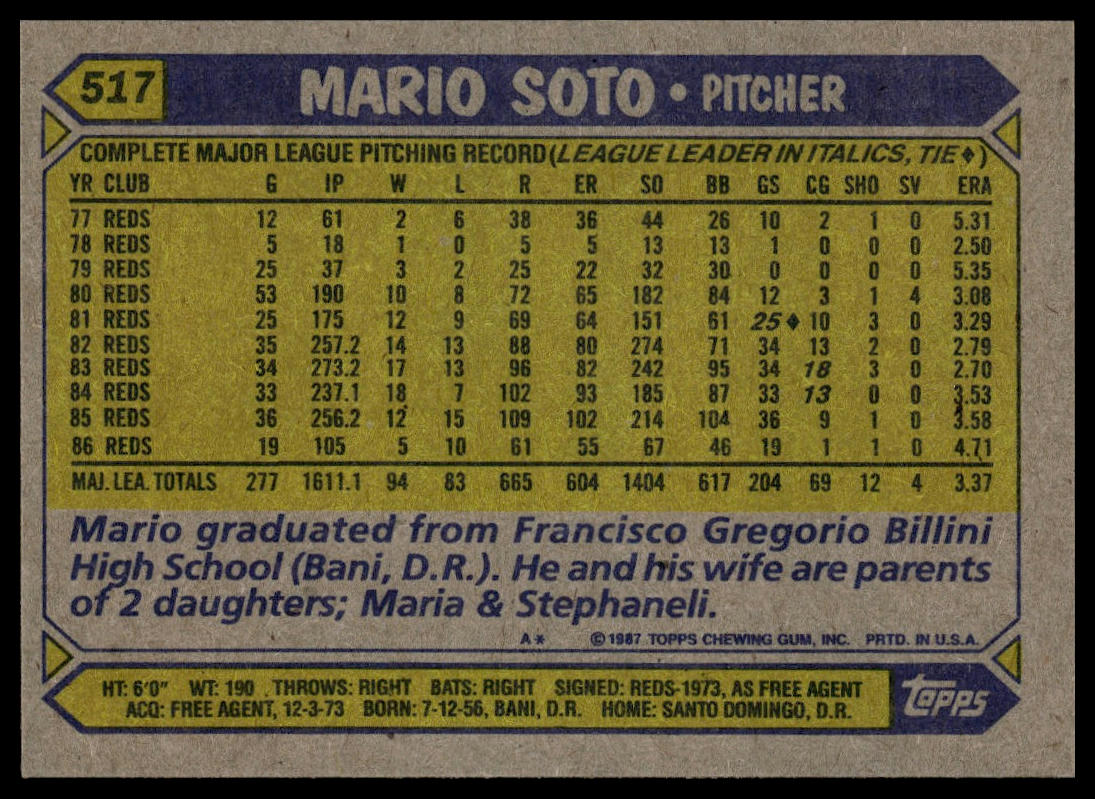 517 MARIO SOTO • PITCHER
COMPLETE MAJOR LEAGUE PITCHING RECORD (LEAGUE LEADER IN ITALICS, TIE ♦)
YR CLUB G IP W L R ER SO BB GS CG SHO SV ERA
77 REDS 12 61 2 6 38 36 44 26 10 2 1 0 5.31
78 REDS 5 18 1 0 5 5 13 13 1 0 0 0 2.50
79 REDS 25 37 3 2 25 22 32 30 0 0 0 0 5.35
80 REDS 53 190 10 8 72 65 182 84 12 3 1 4 3.08
81 REDS 25 175 12 9 69 64 151 61 25♦ 10 3 0 3.29
82 REDS 35 257.2 14 13 88 80 274 71 34 13 2 0 2.79
83 REDS 34 273.2 17 13 96 82 242 95 34 18 3 0 2.70
84 REDS 33 237.1 18 7 102 93 185 87 33 13 0 0 3.53
85 REDS 36 256.2 12 15 109 102 214 104 36 9 1 0 3.58
86 REDS 19 105 5 10 61 55 67 46 19 1 1 0 4.71
MAJ. LEA. TOTALS 277 1611.1 94 83 665 604 1404 617 204 69 12 4 3.37
Mario graduated from Francisco Gregorio Billini
High School (Bani, D.R.). He and his wife are parents
of 2 daughters; Maria & Stephaneli.
A* ©1987 TOPPS CHEWING GUM, INC. PRTD. IN U.S.A.
HT: 6'0" WT: 190 THROWS: RIGHT BATS: RIGHT SIGNED: REDS-1973, AS FREE AGENT
ACQ: FREE AGENT, 12-3-73 BORN: 7-12-56, BANI, D.R. HOME: SANTO DOMINGO, D.R.
topps